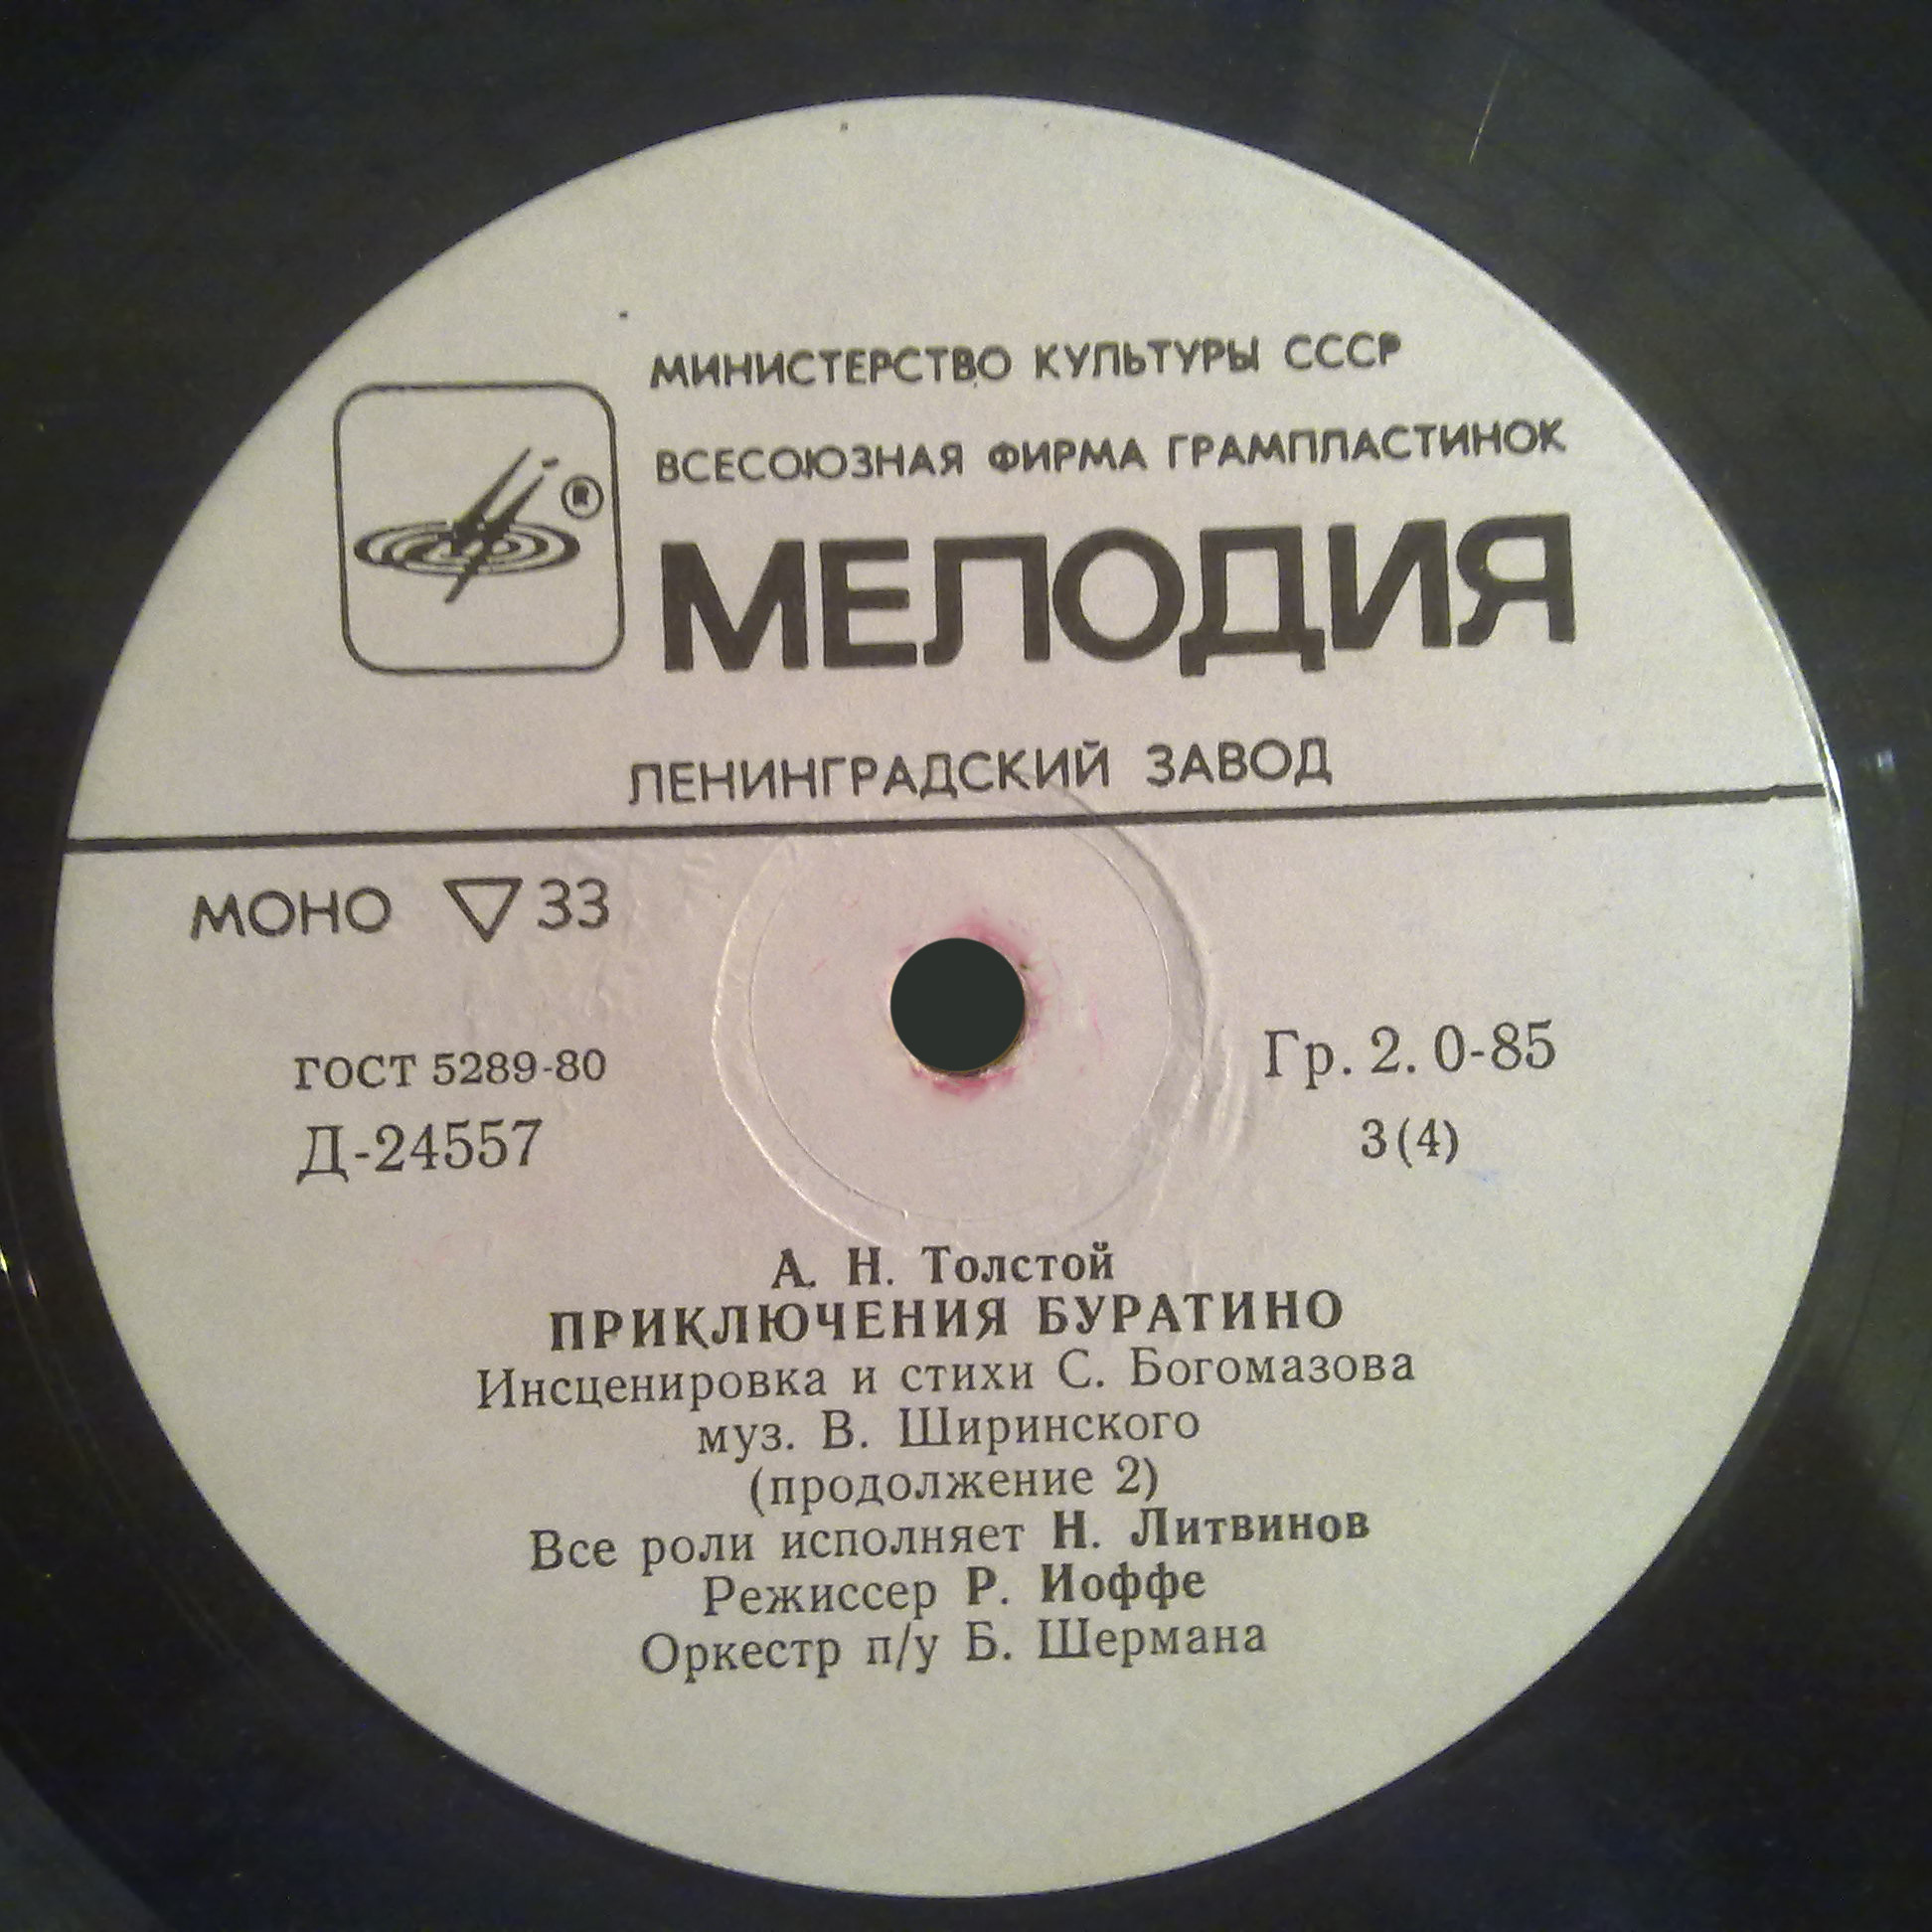 МИНИСТЕРСТВО КУЛЬТУРЫ СССР
ВСЕСОЮЗНАЯ ФИРМА ГРАМПЛАСТИНОК
®
МЕЛОДИЯ
ЛЕНИНГРАДСКИЙ ЗАВОД
МОНО ▽ 33
ГОСТ 5289-80
Гр. 2. 0-85
Д-24557
3(4)
А. Н. Толстой
ПРИКЛЮЧЕНИЯ БУРАТИНО
Инсценировка и стихи С. Богомазова
муз. В. Ширинского
(продолжение 2)
Все роли исполняет Н. Литвинов
Режиссер Р. Иоффе
Оркестр п/у Б. Шермана